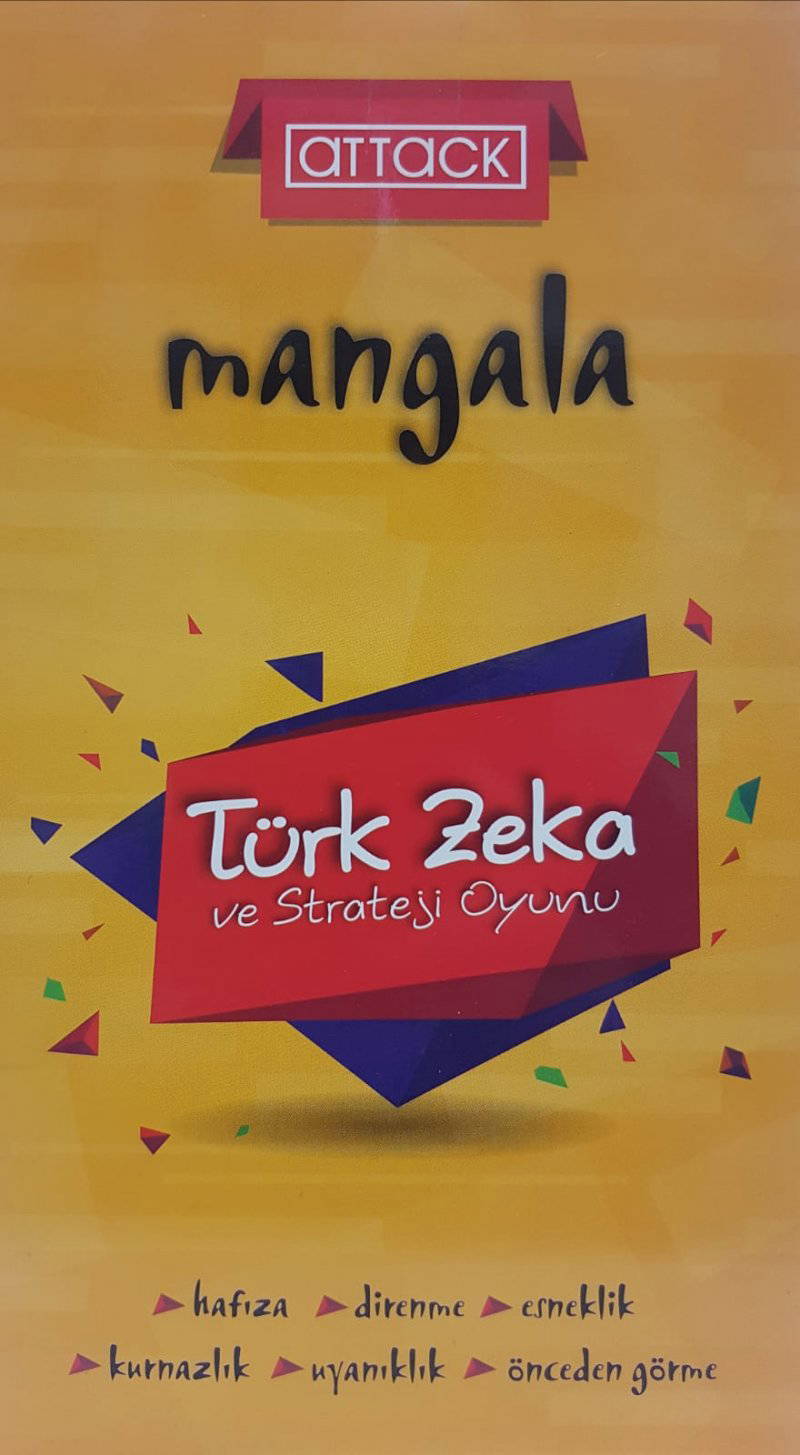 ATTACK
mangala
Türk Zeka
ve Strateji Oyunu
hafıza direnme esneklik
kurnazlık uyanıklık önceden görme